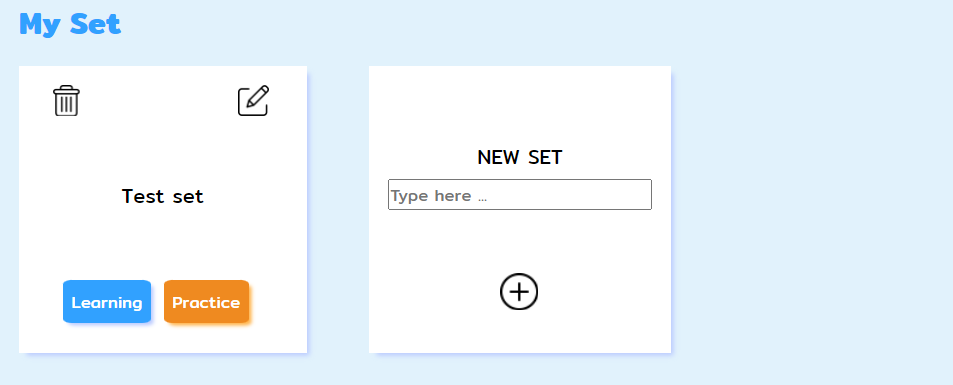 My Set
Test set
Learning
Practice
NEW SET
Type here ...